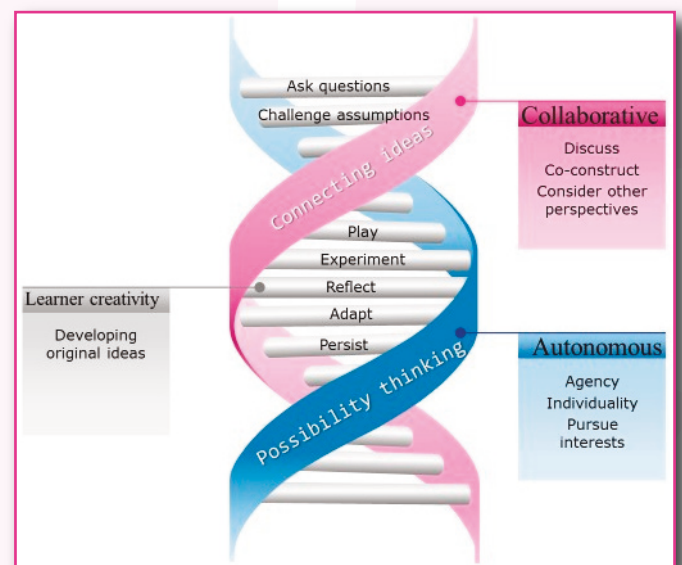 Ask questions
Challenge assumptions
Connecting ideas
Play
Experiment
Reflect
Adapt
Persist
Possibility thinking
Collaborative
Discuss
Co-construct
Consider other
perspectives
Learner creativity
Developing
original ideas
Autonomous
Agency
Individuality
Pursue
interests